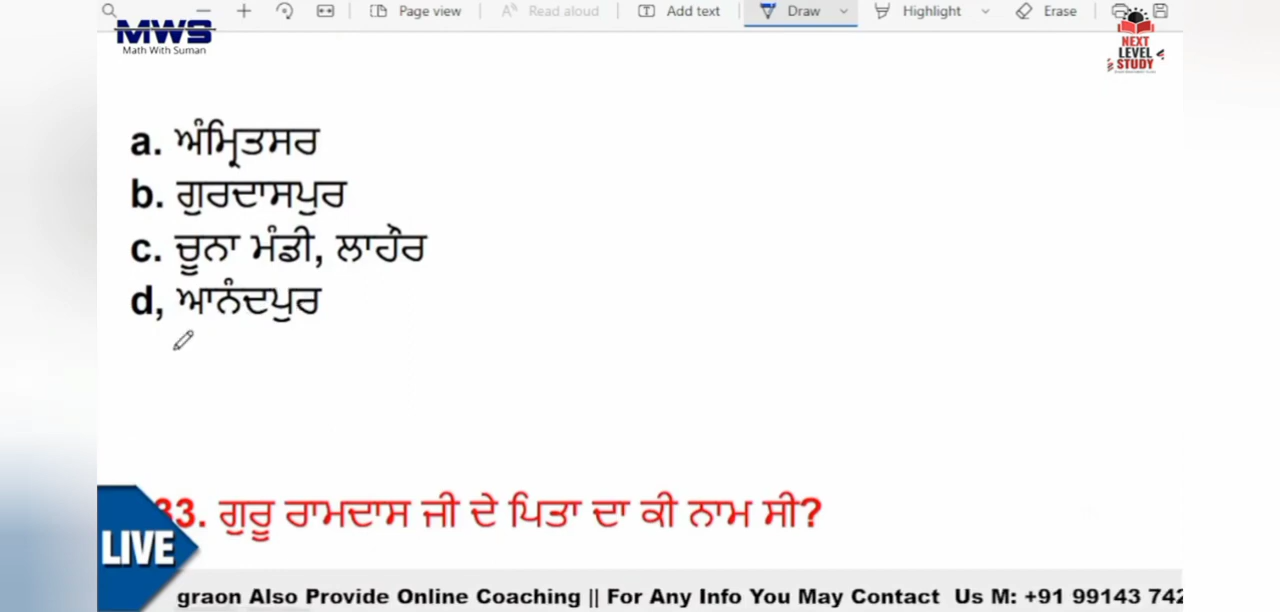 Page view
Read aloud
Add text
Draw
Highlight
Erase
MWS
Math With Suman
NEXT
LEVEL
STUDY
a. ਅੰਮ੍ਰਿਤਸਰ
b. ਗੁਰਦਾਸਪੁਰ
c. ਚੂਨਾ ਮੰਡੀ, ਲਾਹੌਰ
d, ਆਨੰਦਪੁਰ
33. ਗੁਰੂ ਰਾਮਦਾਸ ਜੀ ਦੇ ਪਿਤਾ ਦਾ ਕੀ ਨਾਮ ਸੀ?
LIVE
graon Also Provide Online Coaching || For Any Info You May Contact Us M: +91 99143 742